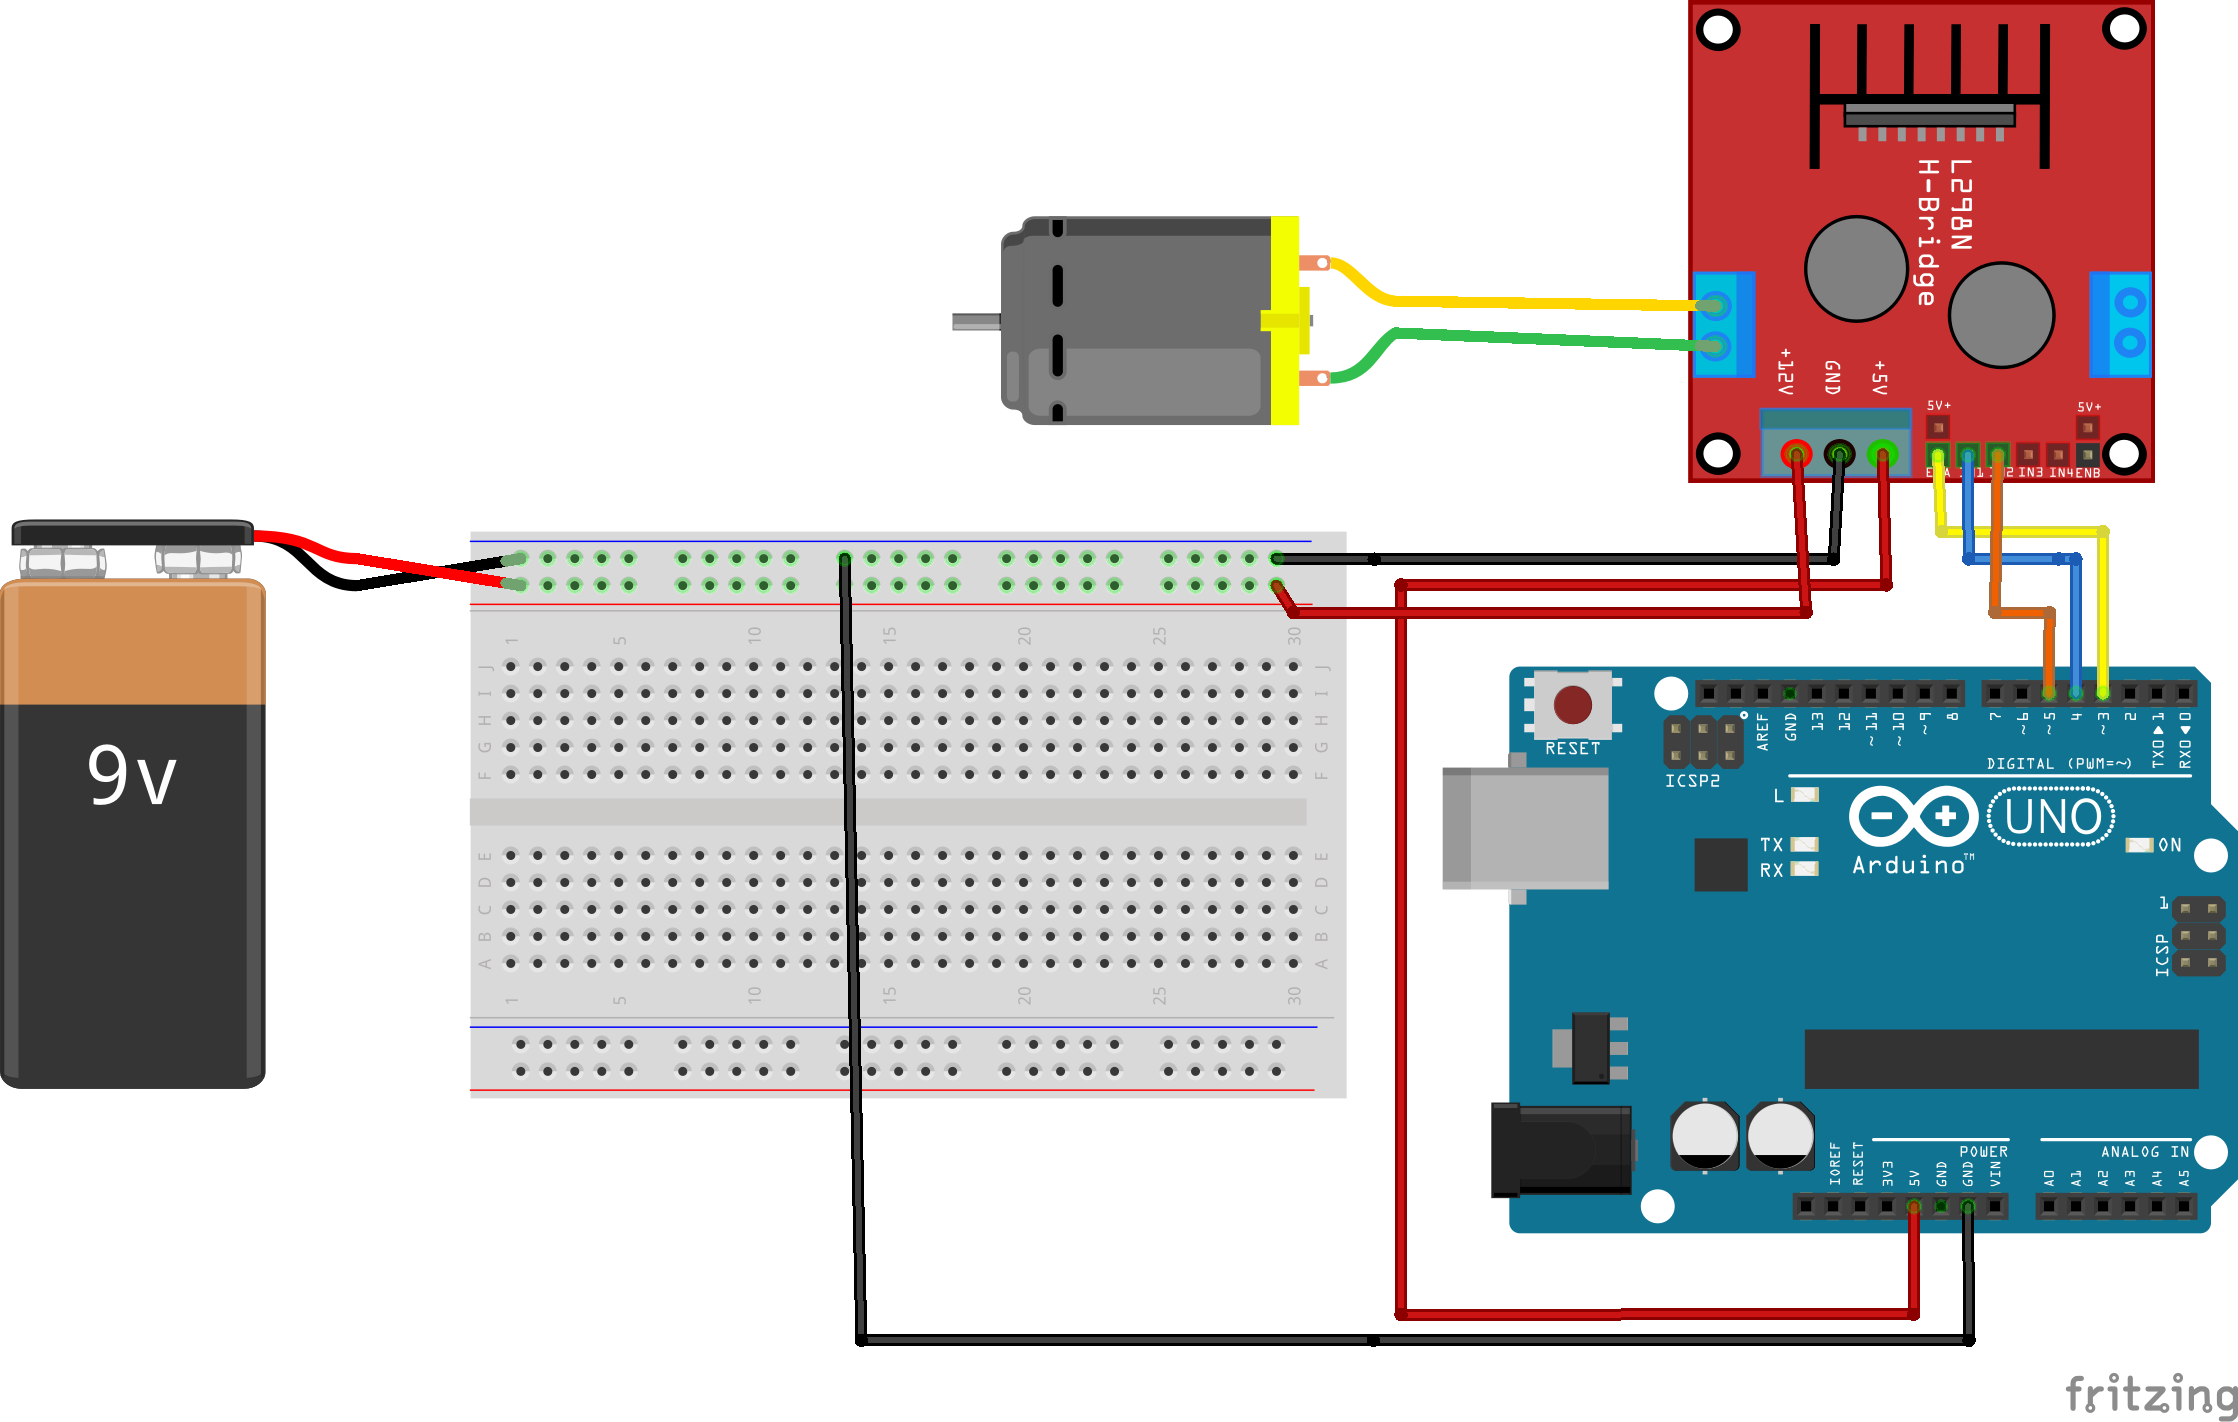 L298N
H-Bridge
+12V
GND
+5V
5V+
5V+
IN3
IN4
ENB
9v
1
5
10
15
20
25
30
J
J
I
I
H
H
G
G
F
F
E
E
D
D
C
C
B
B
A
A
1
5
10
15
20
25
30
RESET
ICSP2
AREF
GND
13
12
~11
~10
~9
8
7
~6
~5
4
~3
2
TX0▶1
RX0◀0
DIGITAL (PWM=~)
L
TX
RX
Arduino™
UNO
ON
1
ICSP
POWER
ANALOG IN
IOREF
RESET
3V3
5V
GND
GND
VIN
A0
A1
A2
A3
A4
A5
fritzing